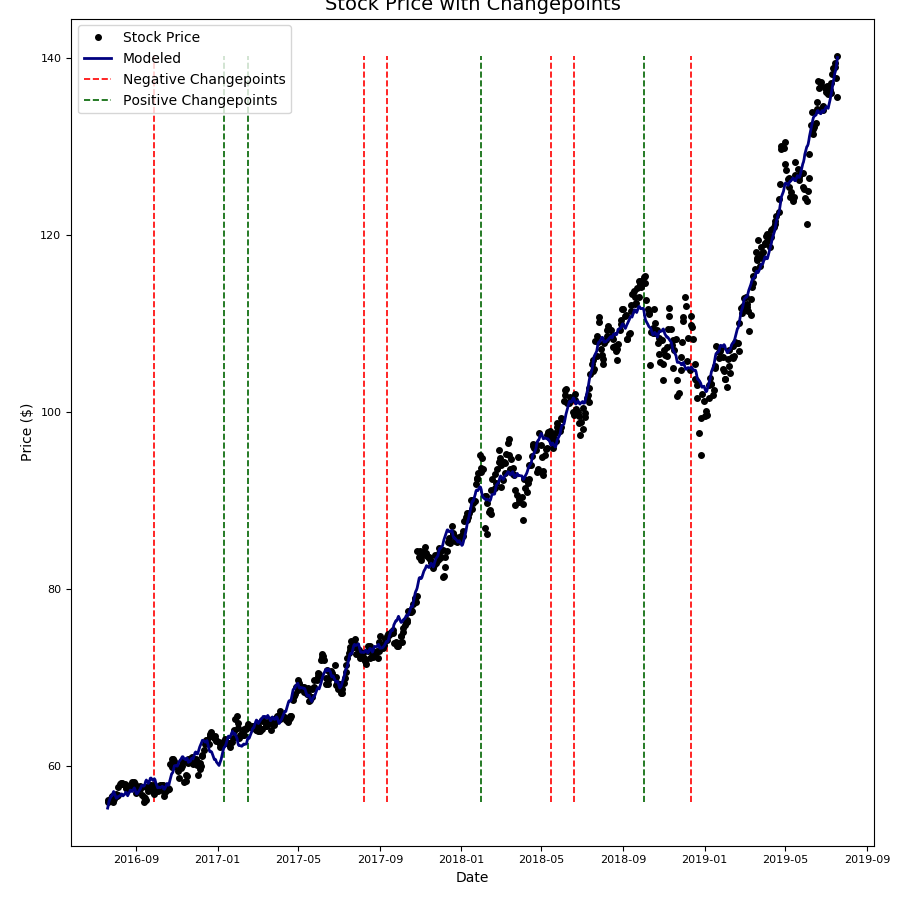 Stock Price with Changepoints
Stock Price
Modeled
Negative Changepoints
Positive Changepoints
140
120
100
80
60
Price ($)
2016-09 2017-01 2017-05 2017-09 2018-01 2018-05 2018-09 2019-01 2019-05 2019-09
Date